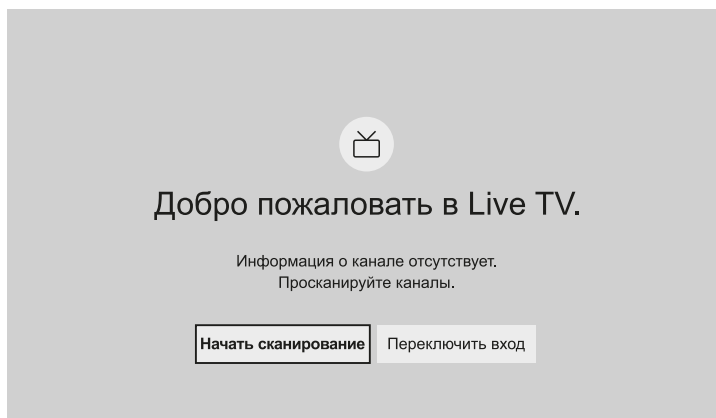 Добро пожаловать в Live TV.
Информация о канале отсутствует.
Просканируйте каналы.
Начать сканирование Переключить вход